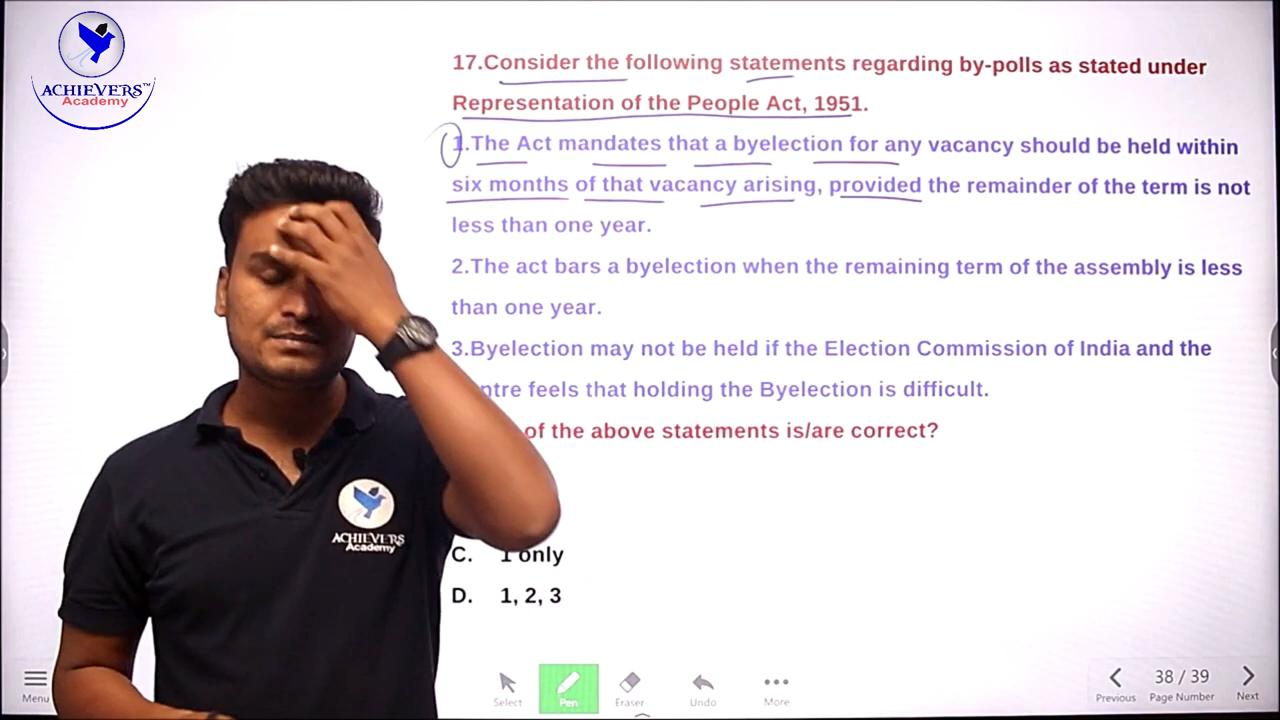 ACHIEVERS™
Academy
17.Consider the following statements regarding by-polls as stated under
Representation of the People Act, 1951.
1.The Act mandates that a byelection for any vacancy should be held within
six months of that vacancy arising, provided the remainder of the term is not
less than one year.
2.The act bars a byelection when the remaining term of the assembly is less
than one year.
3.Byelection may not be held if the Election Commission of India and the
feels that holding the Byelection is difficult.
of the above statements is/are correct?
C. 1 only
D. 1, 2, 3
ACHIEVERS
Academy
Menu
Select
Pen
Eraser
Undo
More
Previous
38 / 39
Page Number
Next